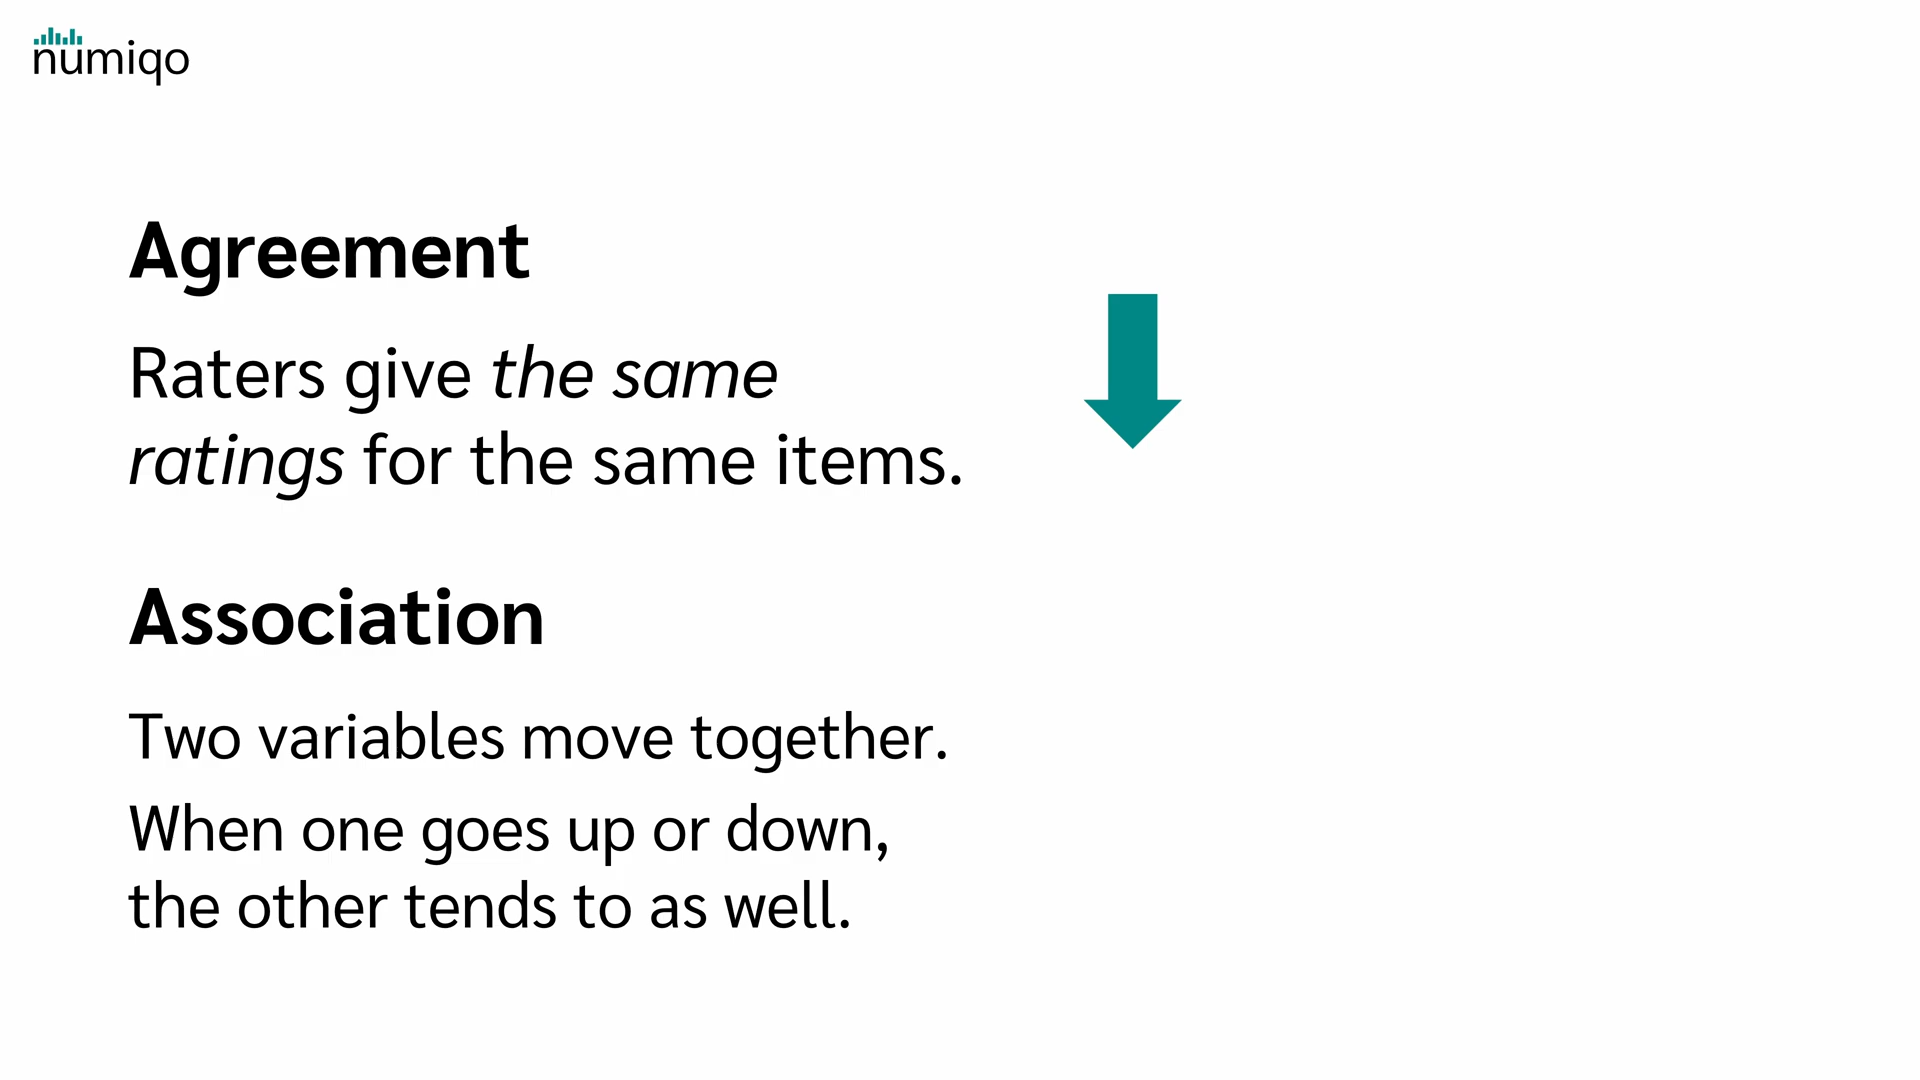 numiqo
Agreement
Raters give the same
ratings for the same items.
Association
Two variables move together.
When one goes up or down,
the other tends to as well.